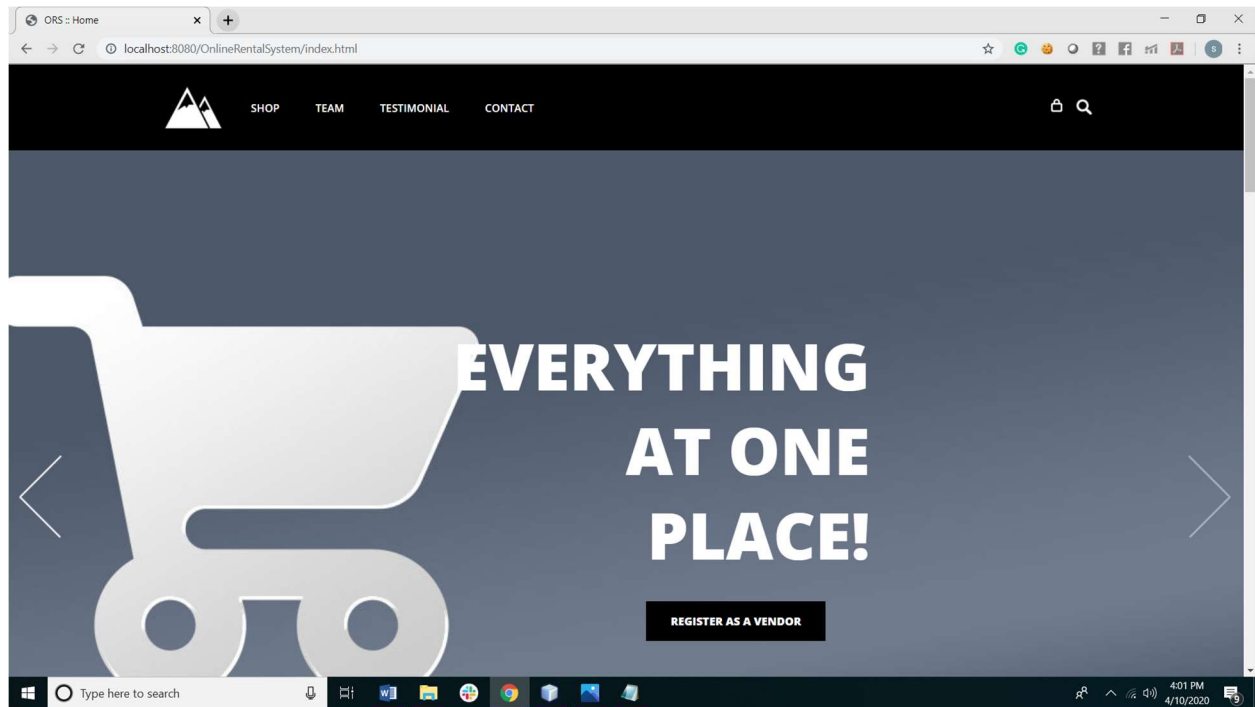 ORS :: Home
localhost:8080/OnlineRentalSystem/index.html
SHOP TEAM TESTIMONIAL CONTACT
EVERYTHING
AT ONE
PLACE!
REGISTER AS A VENDOR
Type here to search
4:01 PM
4/10/2020
9